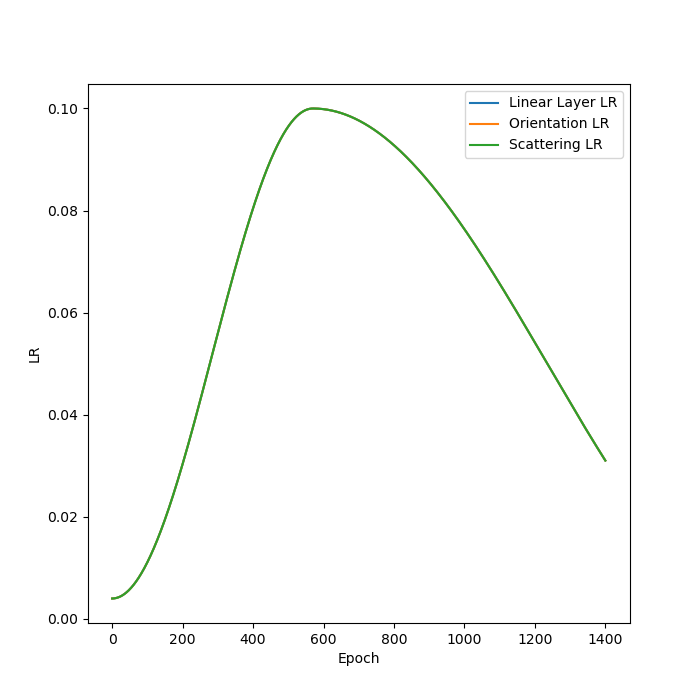 Linear Layer LR
Orientation LR
Scattering LR
0.10
0.08
0.06
0.04
0.02
0.00
LR
0 200 400 600 800 1000 1200 1400
Epoch